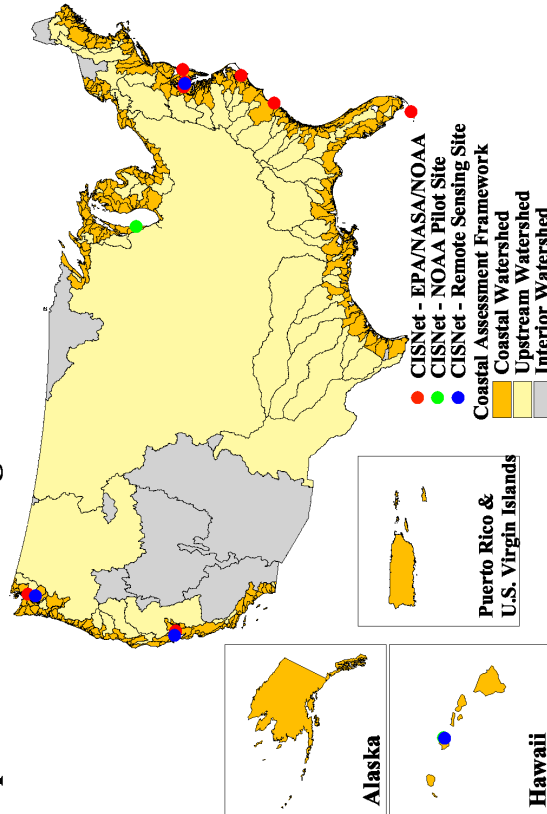 CISNet - EPA/NASA/NOAA
CISNet - NOAA Pilot Site
CISNet - Remote Sensing Site
Coastal Assessment Framework
Coastal Watershed
Upstream Watershed
Interior Watershed
Puerto Rico &
U.S. Virgin Islands
Alaska
Hawaii